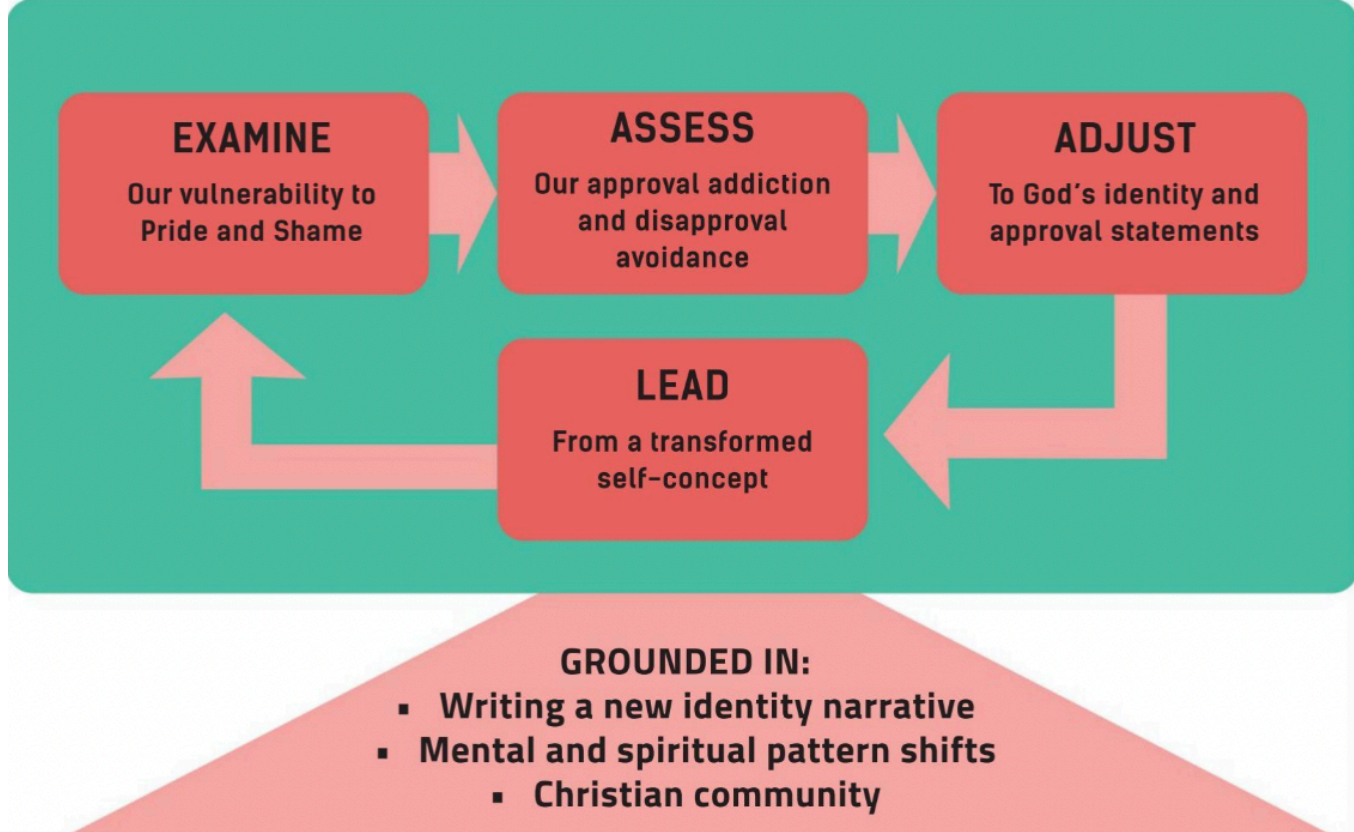 EXAMINE
Our vulnerability to
Pride and Shame
ASSESS
Our approval addiction
and disapproval
avoidance
ADJUST
To God's identity and
approval statements
LEAD
From a transformed
self-concept
GROUNDED IN:
▪ Writing a new identity narrative
▪ Mental and spiritual pattern shifts
▪ Christian community